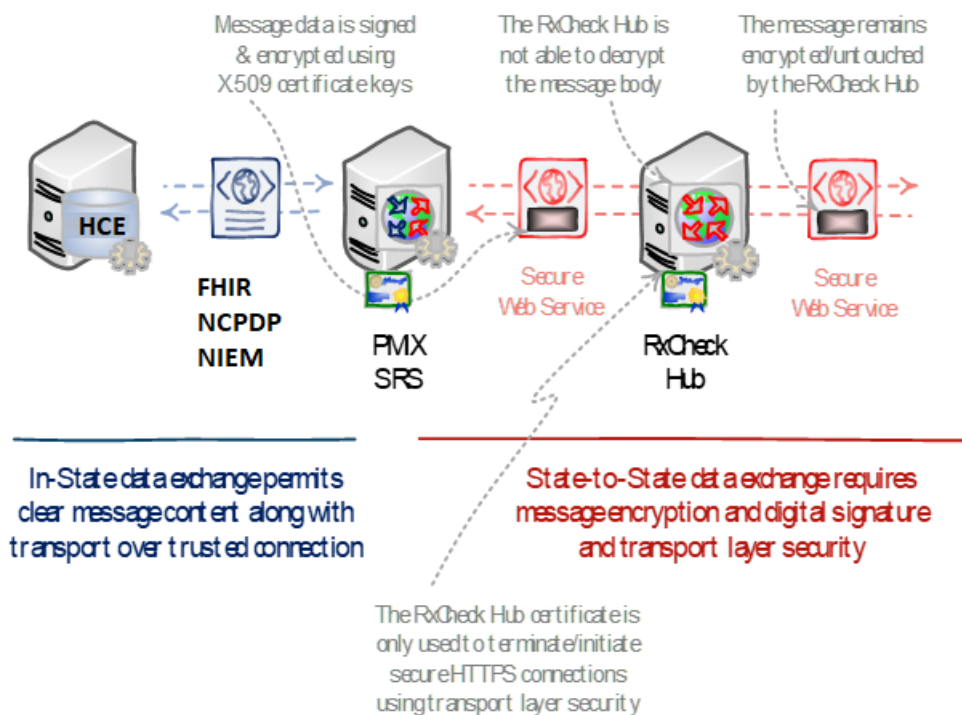 Message data is signed
& encrypted using
X509 certificate keys
The RxCheck Hub is
not able to decrypt
the message body
The message remains
encrypted/untouched
by the RxCheck Hub
HCE
FHIR
NCPDP
NIEM
PMX
SRS
Secure
Web Service
RxCheck
Hub
Secure
Web Service
In-State data exchange permits
clear message content along with
transport over trusted connection
State-to-State data exchange requires
message encryption and digital signature
and transport layer security
The RxCheck Hub certificate is
only used to terminate/initiate
secure HTTPS connections
using transport layer security